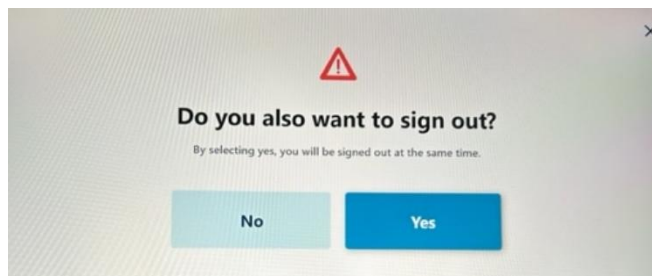 Do you also want to sign out?
By selecting yes, you will be signed out at the same time.
No
Yes